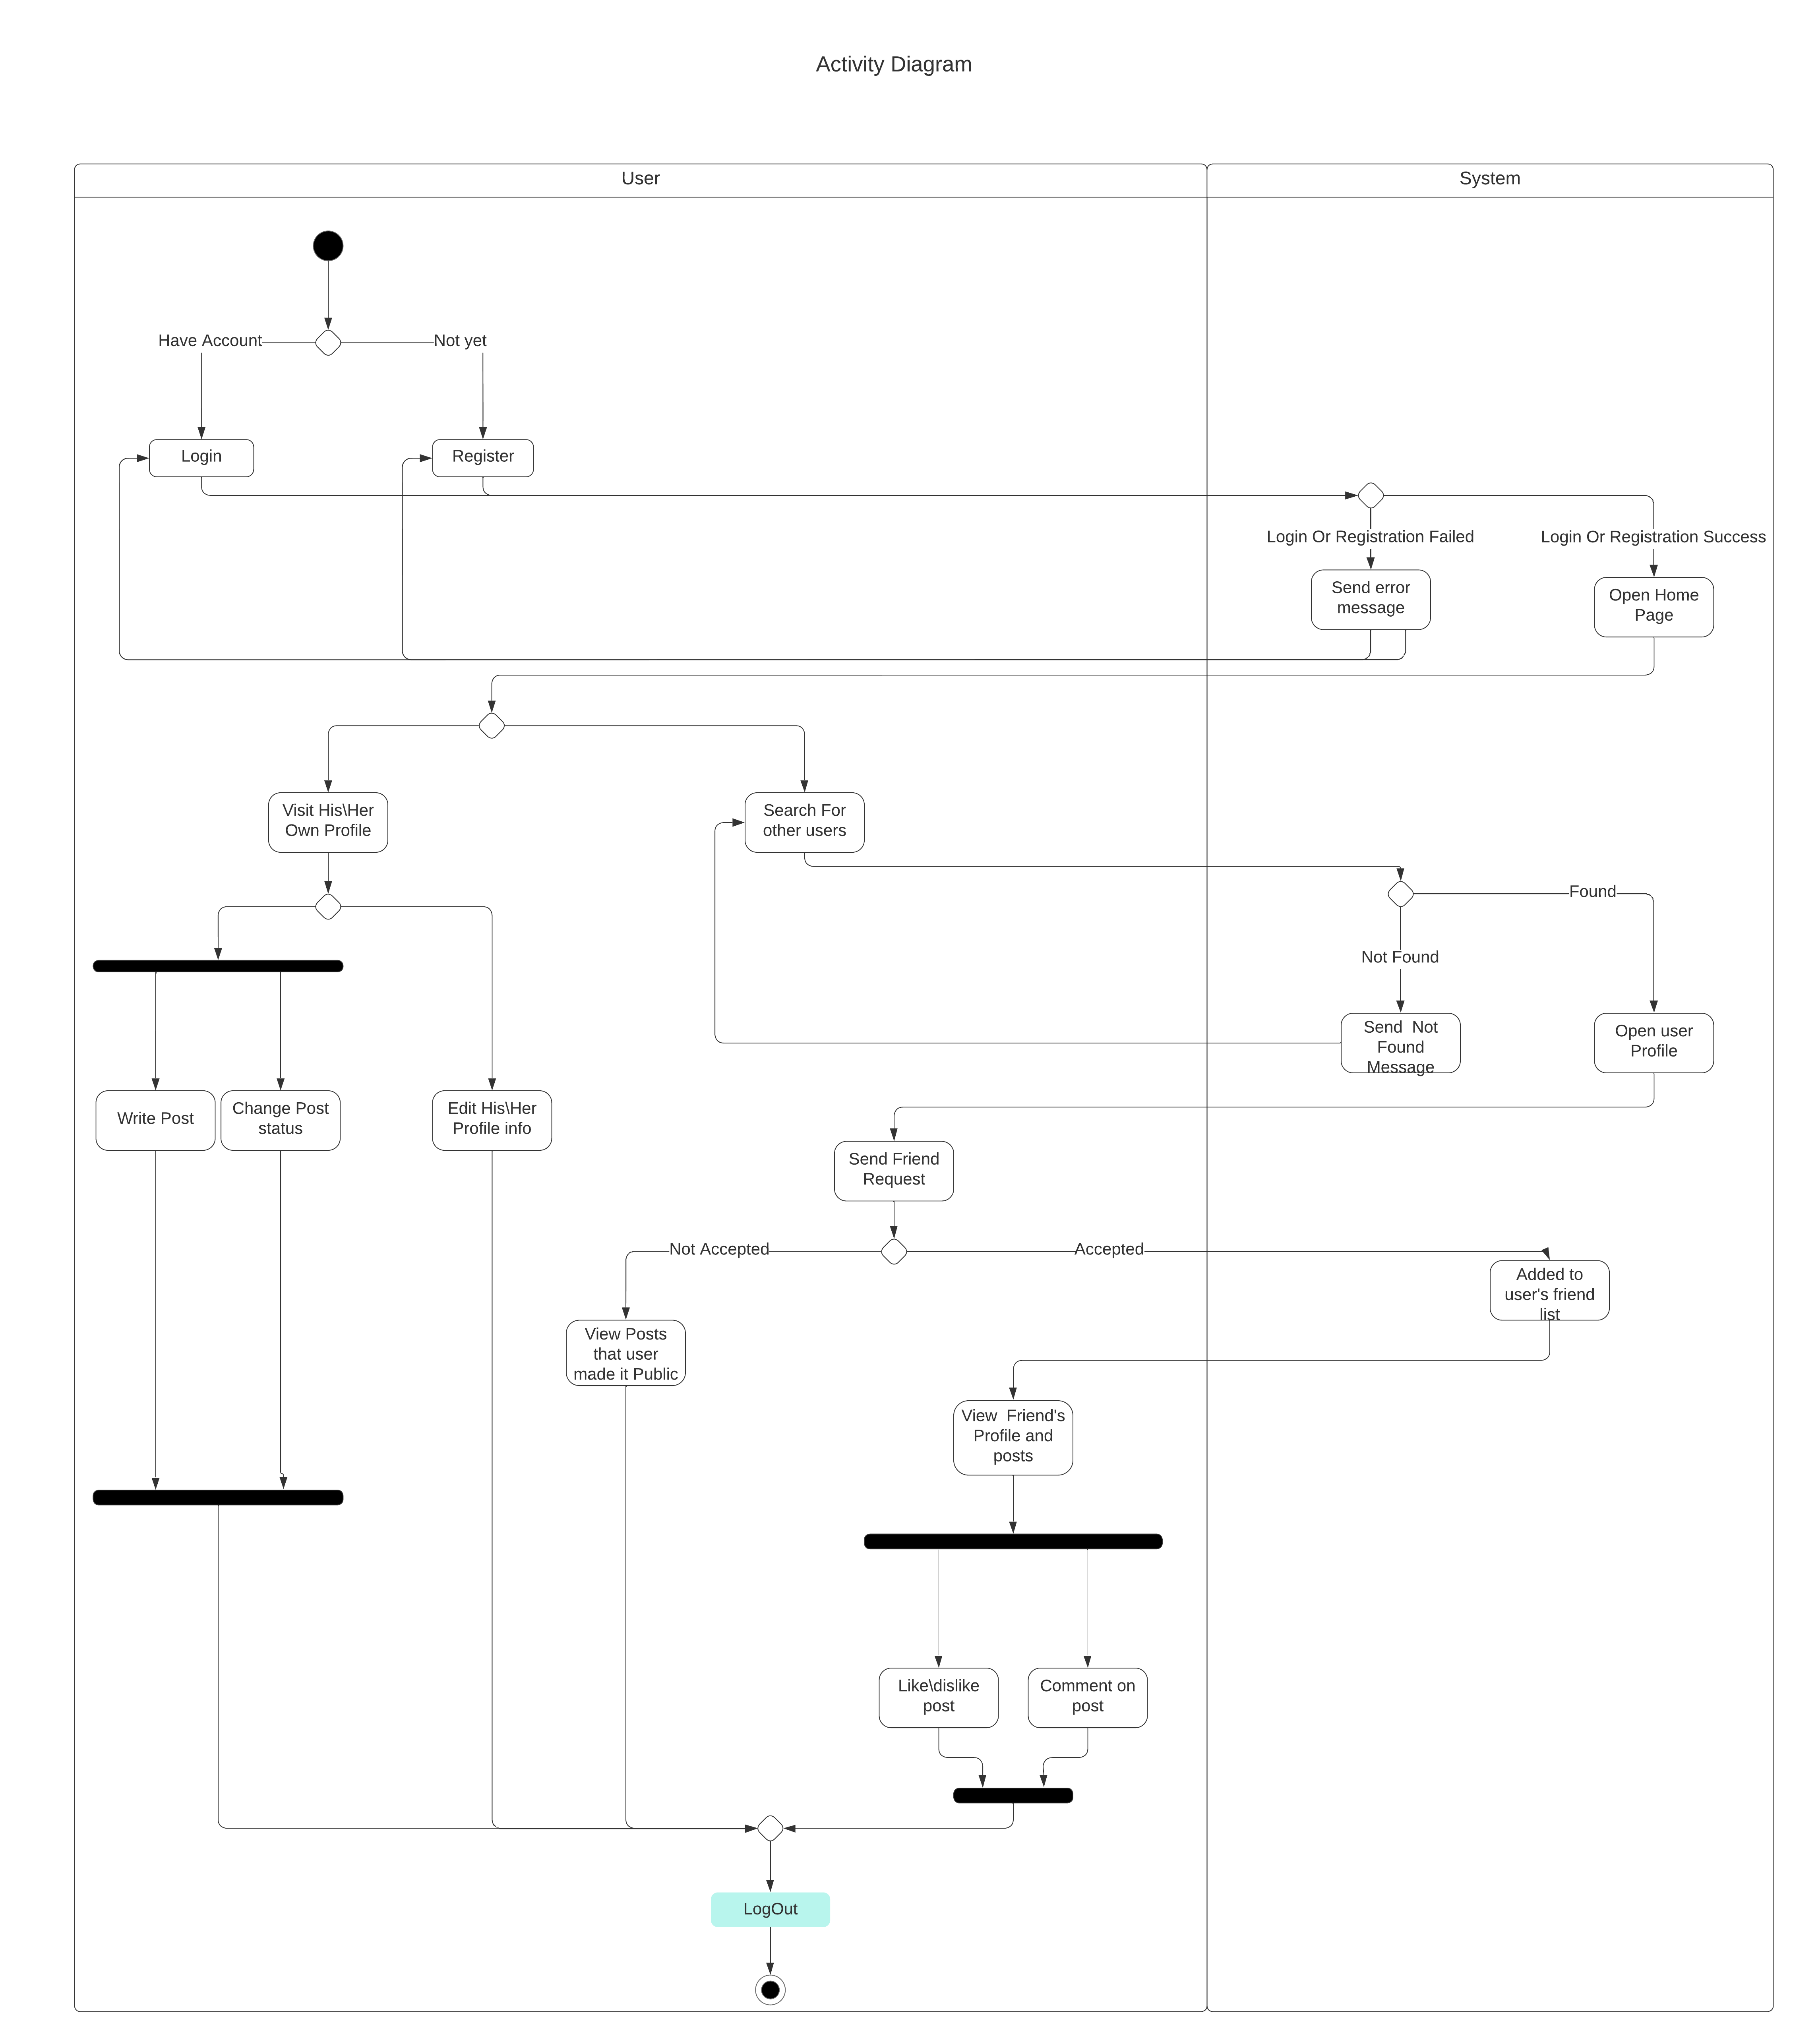 Activity Diagram
User
System
Have Account
Not yet
Login
Register
Login Or Registration Failed
Login Or Registration Success
Send error
message
Open Home
Page
Visit His\Her
Own Profile
Search For
other users
Found
Not Found
Send  Not
Found
Message
Open user
Profile
Write Post
Change Post
status
Edit His\Her
Profile info
Send Friend
Request
Not Accepted
Accepted
Added to
user's friend
list
View Posts
that user
made it Public
View  Friend's
Profile and
posts
Like\dislike
post
Comment on
post
LogOut